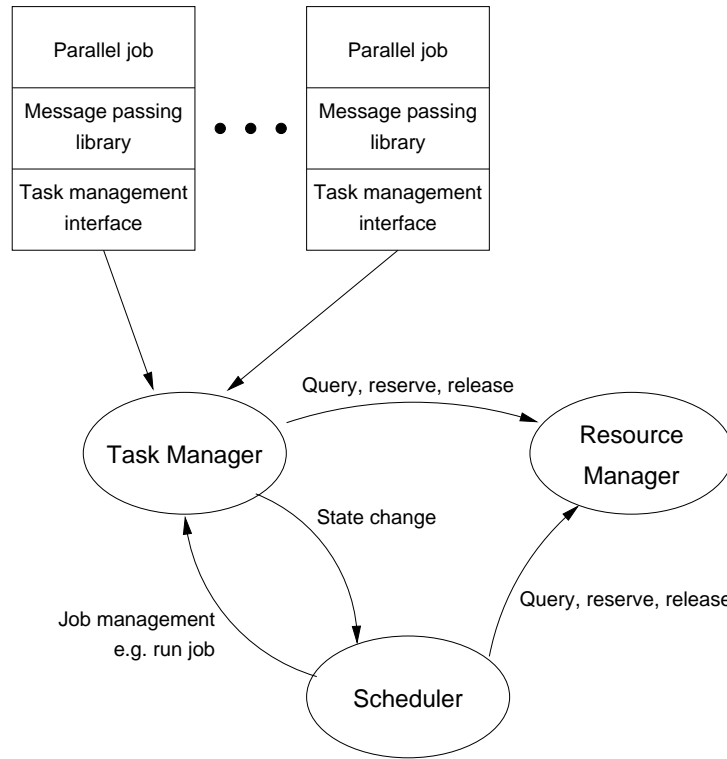 Parallel job
Message passing
library
Task management
interface
Parallel job
Message passing
library
Task management
interface
Query, reserve, release
Task Manager
Resource
Manager
State change
Job management
e.g. run job
Query, reserve, release
Scheduler